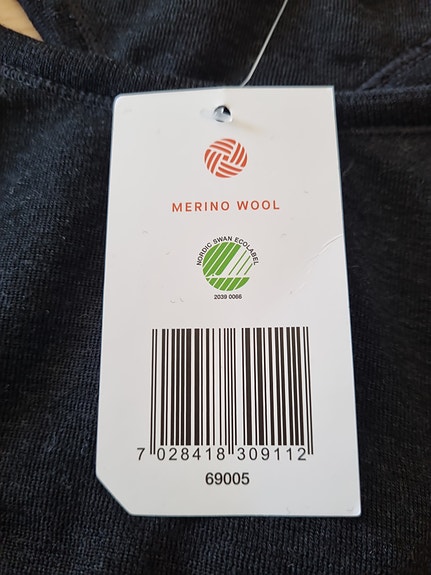 MERINO WOOL
NORDIC SWAN ECOLABEL
2039 0066
7 028418 309112
69005